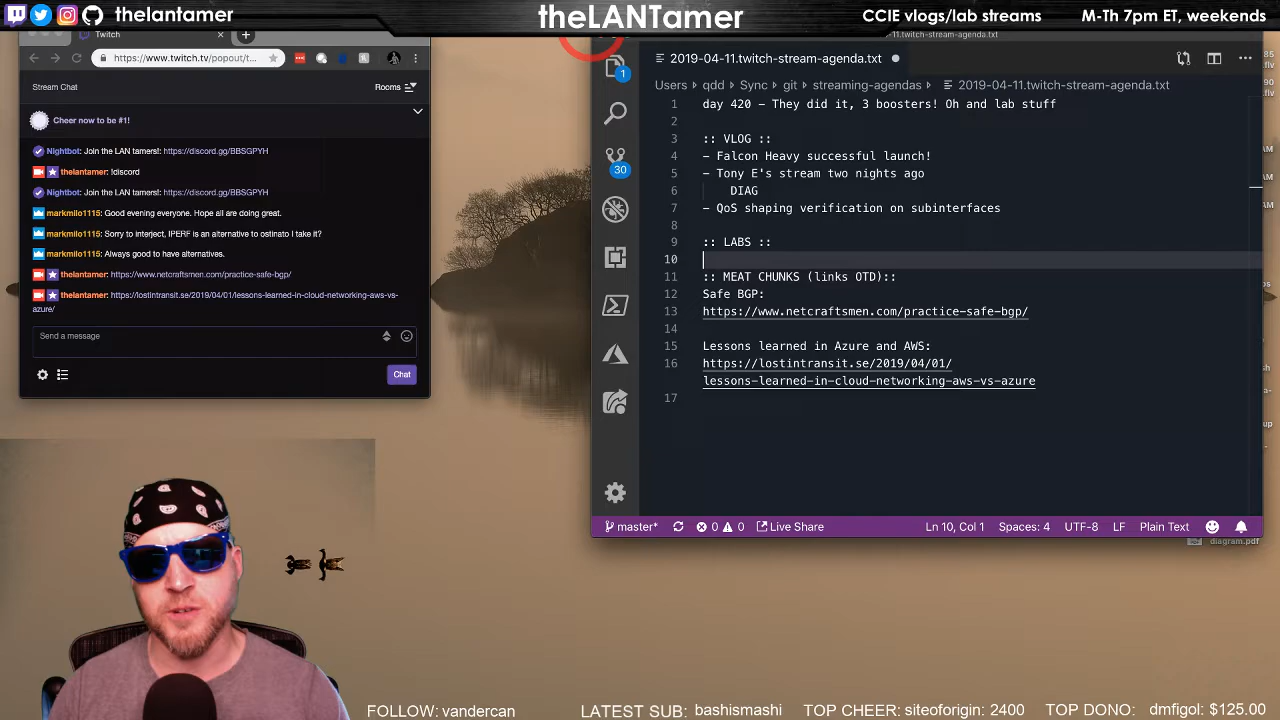 thelantamer
theLANTamer
CCIE vlogs/lab streams
M-Th 7pm ET, weekends
Twitch
https://www.twitch.tv/popout/t...
Stream Chat
Rooms
Cheer now to be #1!
Nightbot: Join the LAN tamers! https://discord.gg/BBSGPYH
thelantamer: !discord
Nightbot: Join the LAN tamers! https://discord.gg/BBSGPYH
markmilo1115: Good evening everyone. Hope all are doing great.
markmilo1115: Sorry to interject, IPERF is an alternative to ostinato I take it?
markmilo1115: Always good to have alternatives.
thelantamer: https://www.netcraftsmen.com/practice-safe-bgp/
thelantamer: https://lostintransit.se/2019/04/01/lessons-learned-in-cloud-networking-aws-vs-
azure/
Send a message
Chat
-11.twitch-stream-agenda.txt
2019-04-11.twitch-stream-agenda.txt
Users > qdd > Sync > git > streaming-agendas > 2019-04-11.twitch-stream-agenda.txt
1
30
1 day 420 – They did it, 3 boosters! Oh and lab stuff
2
3 :: VLOG ::
4 – Falcon Heavy successful launch!
5 – Tony E's stream two nights ago
6 DIAG
7 – QoS shaping verification on subinterfaces
8
9 :: LABS ::
10
11 :: MEAT CHUNKS (links OTD)::
12 Safe BGP:
13 https://www.netcraftsmen.com/practice-safe-bgp/
14
15 Lessons learned in Azure and AWS:
16 https://lostintransit.se/2019/04/01/
lessons-learned-in-cloud-networking-aws-vs-azure
17
master* 0 0 Live Share Ln 10, Col 1 Spaces: 4 UTF-8 LF Plain Text
diagram.pdf
FOLLOW: vandercan
LATEST SUB: bashismashi
TOP CHEER: siteoforigin: 2400
TOP DONO: dmfigol: $125.00